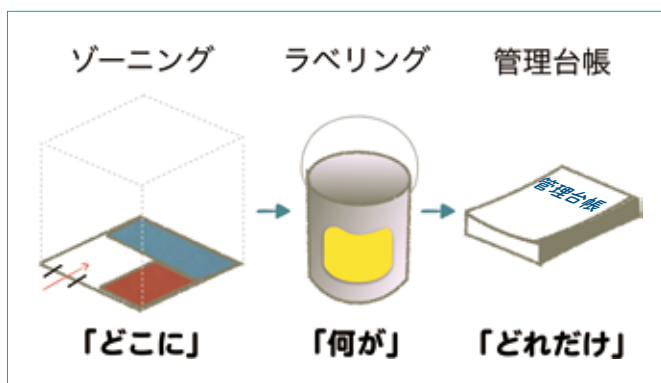 ゾーニング
ラベリング
管理台帳
管理台帳
「どこに」
「何が」
「どれだけ」